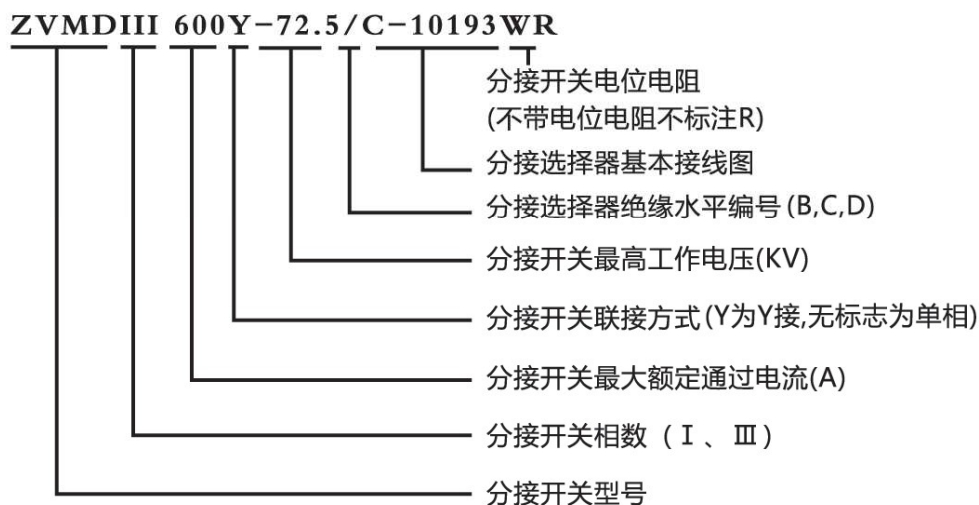 ZVMDIII 600Y-72.5/C-10193WR
分接开关电位电阻
(不带电位电阻不标注R)
分接选择器基本接线图
分接选择器绝缘水平编号(B,C,D)
分接开关最高工作电压(KV)
分接开关联接方式(Y为Y接,无标志为单相)
分接开关最大额定通过电流(A)
分接开关相数（Ⅰ、Ⅲ）
分接开关型号